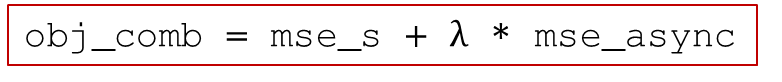 obj_comb = mse_s + λ * mse_async